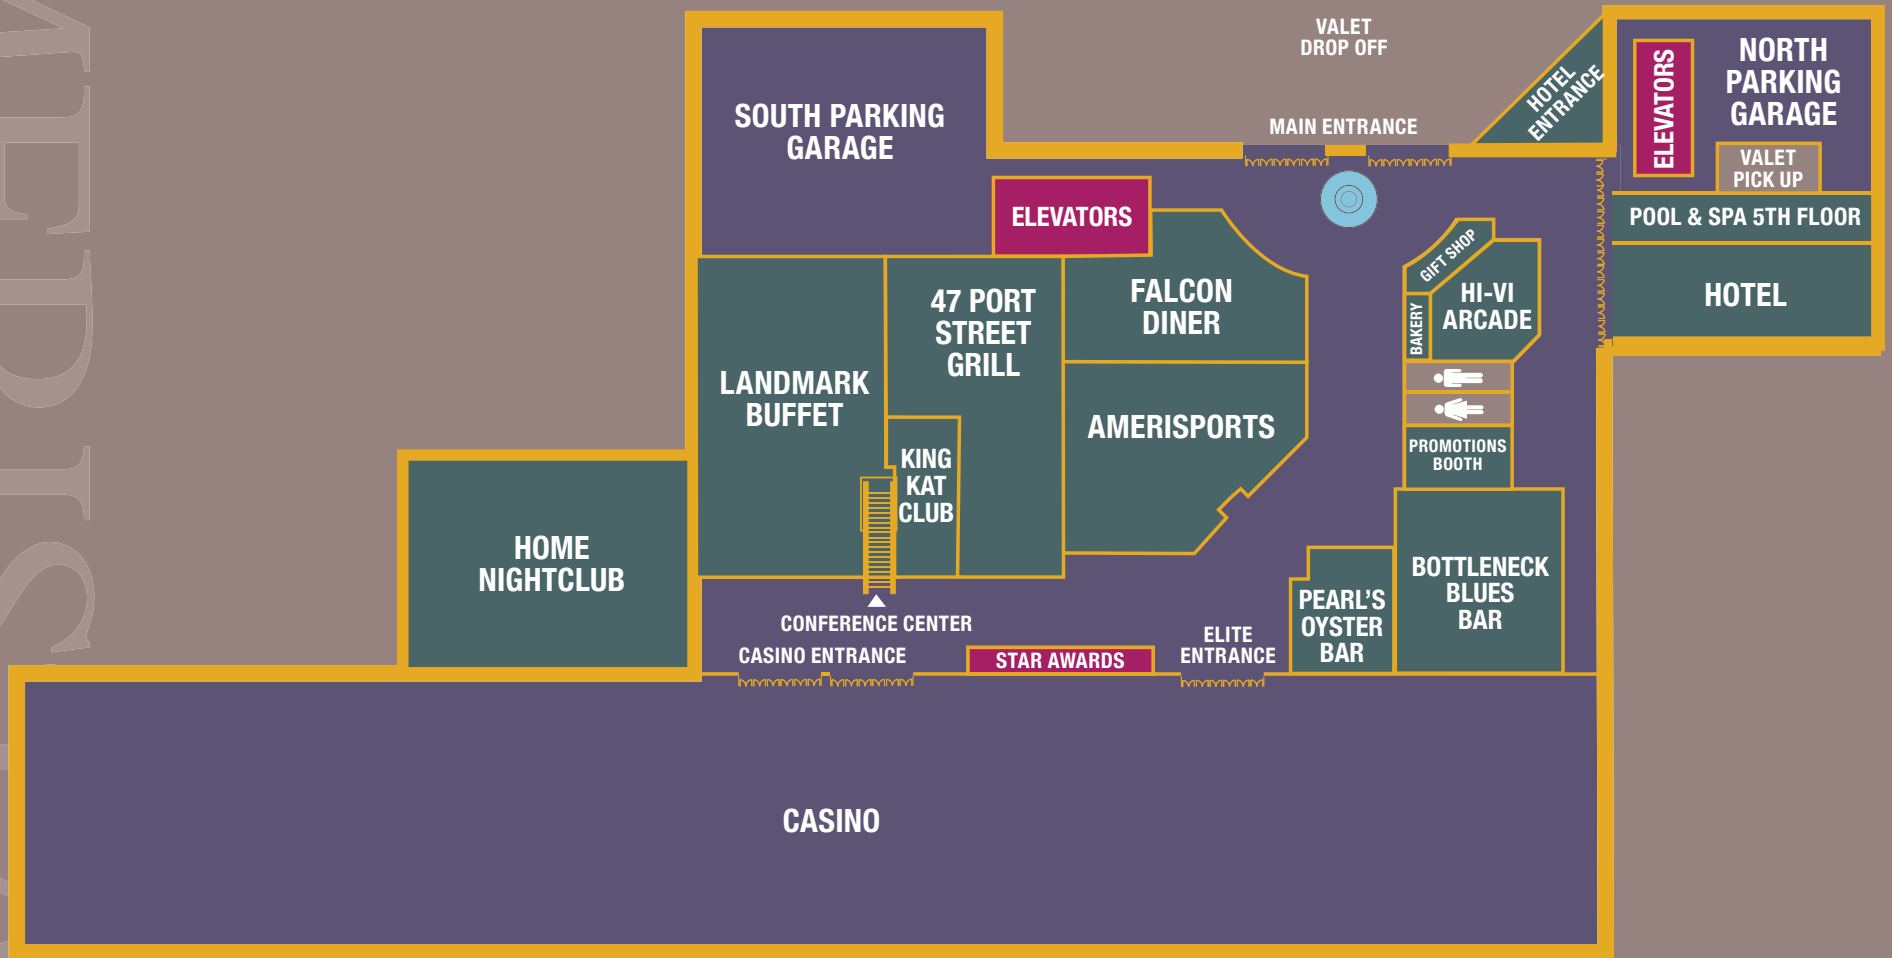 VALET
DROP OFF
MAIN ENTRANCE
HOTEL
ENTRANCE
ELEVATORS
NORTH
PARKING
GARAGE
VALET
PICK UP
POOL & SPA 5TH FLOOR
HOTEL
SOUTH PARKING
GARAGE
ELEVATORS
FALCON
DINER
GIFT SHOP
BAKERY
HI-VI
ARCADE
47 PORT
STREET
GRILL
LANDMARK
BUFFET
AMERISPORTS
PROMOTIONS
BOOTH
KING
KAT
CLUB
HOME
NIGHTCLUB
BOTTLENECK
BLUES
BAR
PEARL'S
OYSTER
BAR
CONFERENCE CENTER
CASINO ENTRANCE
STAR AWARDS
ELITE
ENTRANCE
CASINO